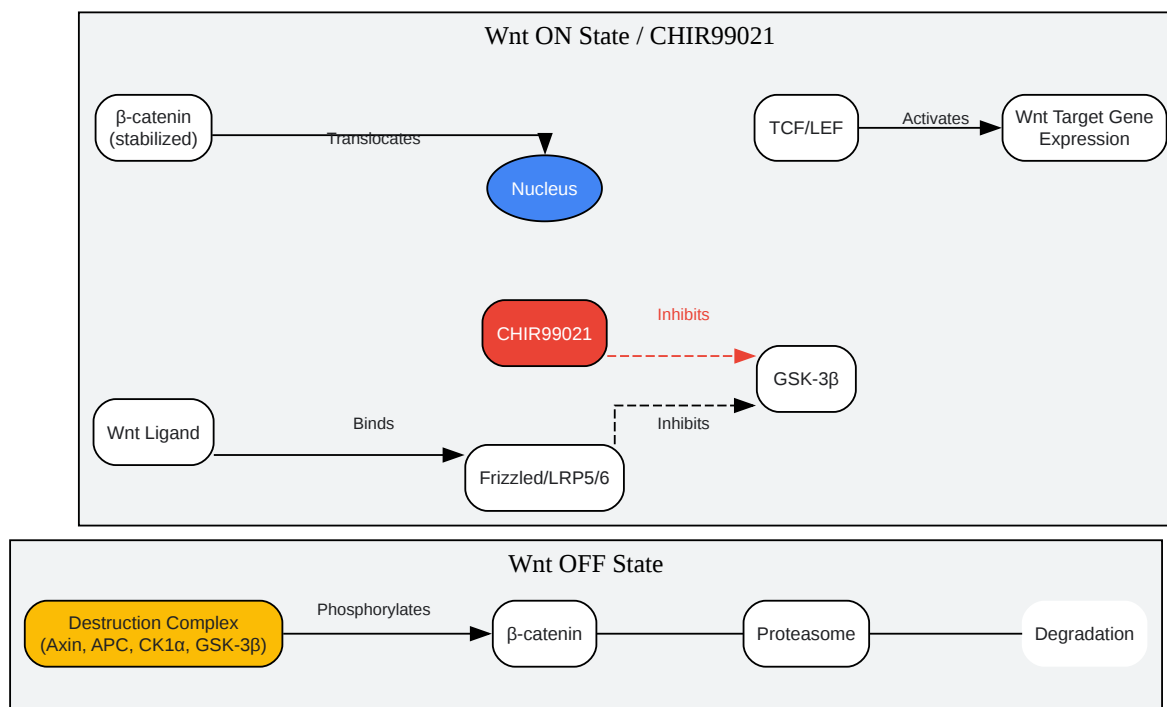 Wnt ON State / CHIR99021
β-catenin
(stabilized)
Translocates
Nucleus
TCF/LEF
Activates
Wnt Target Gene
Expression
CHIR99021
Inhibits
GSK-3β
Wnt Ligand
Binds
Frizzled/LRP5/6
Inhibits
Wnt OFF State
Destruction Complex
(Axin, APC, CK1α, GSK-3β)
Phosphorylates
β-catenin
Proteasome
Degradation